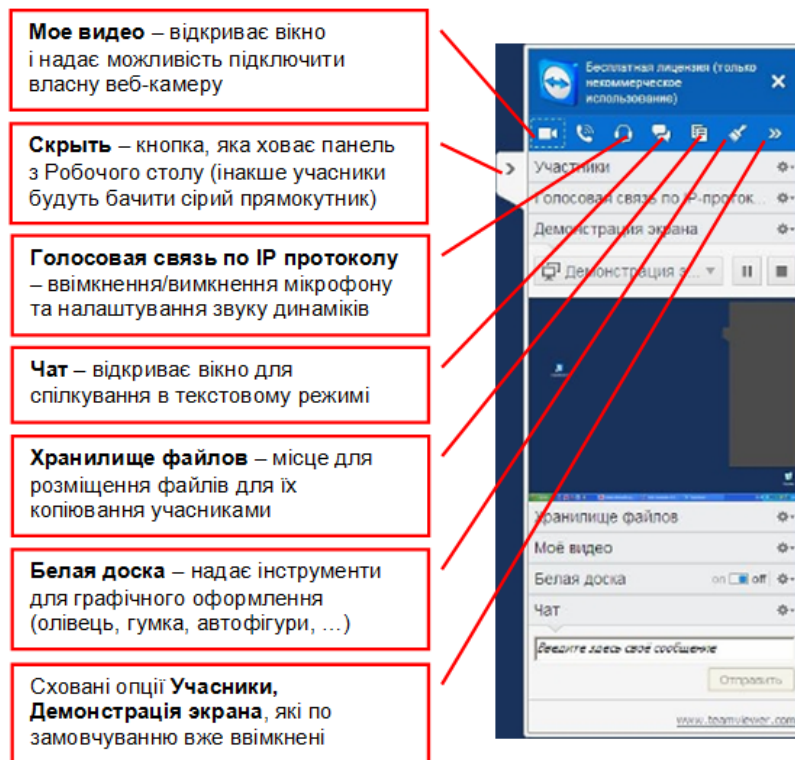 Мое видео – відкриває вікно
і надає можливість підключити
власну веб-камеру
Скрыть – кнопка, яка ховає панель
з Робочого столу (інакше учасники
будуть бачити сірий прямокутник)
Голосовая связь по IP протоколу
– ввімкнення/вимкнення мікрофону
та налаштування звуку динаміків
Чат – відкриває вікно для
спілкування в текстовому режимі
Хранилище файлов – місце для
розміщення файлів для їх
копіювання учасниками
Белая доска – надає інструменти
для графічного оформлення
(олівець, гумка, автофігури, …)
Сховані опції Учасники,
Демонстрація экрана, які по
замовчуванню вже ввімкнені
Бесплатная лицензия (только
некоммерческое
использование)
Участники
Голосовая связь по IP-проток...
Демонстрация экрана
Демонстрация э...
Хранилище файлов
Моё видео
Белая доска on off
Чат
Введите здесь своё сообщение
Отправить
www.teamviewer.com